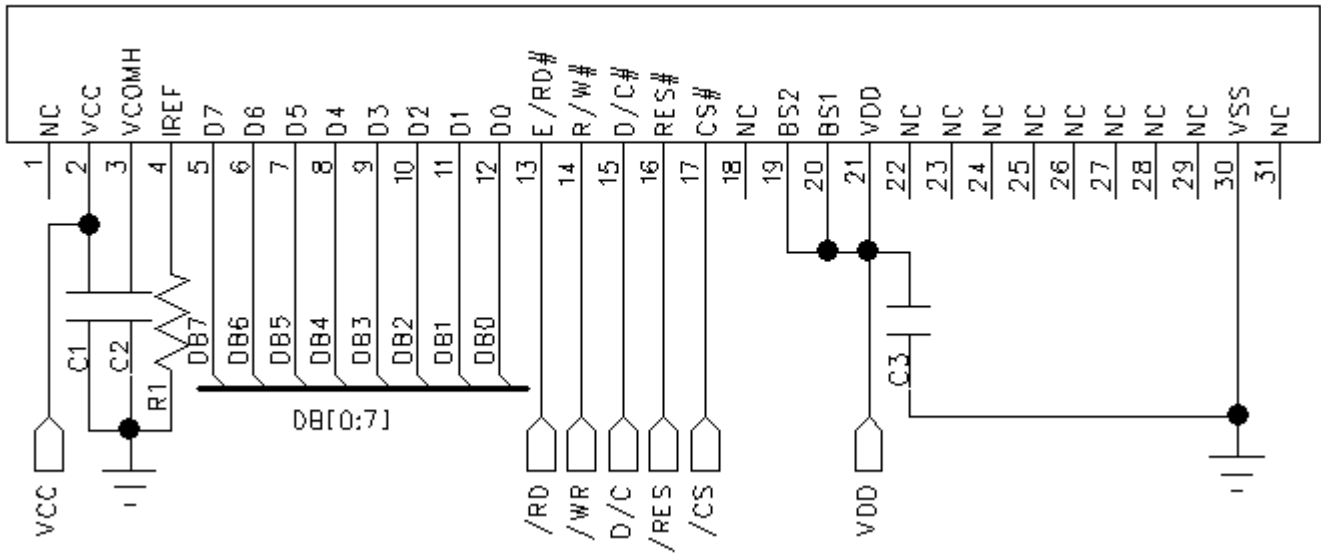 NC VCC VCOMH IREF D7 D6 D5 D4 D3 D2 D1 D0 E/RD# R/W# D/C# RES# CS# NC BS2 BS1 VDD NC NC NC NC NC NC NC NC VSS NC
1 2 3 4 5 6 7 8 9 10 11 12 13 14 15 16 17 18 19 20 21 22 23 24 25 26 27 28 29 30 31
C1 C2 R1 DB7 DB6 DB5 DB4 DB3 DB2 DB1 DB0 C3
DB[0:7]
VCC /RD /WR D/C /RES /CS VDD